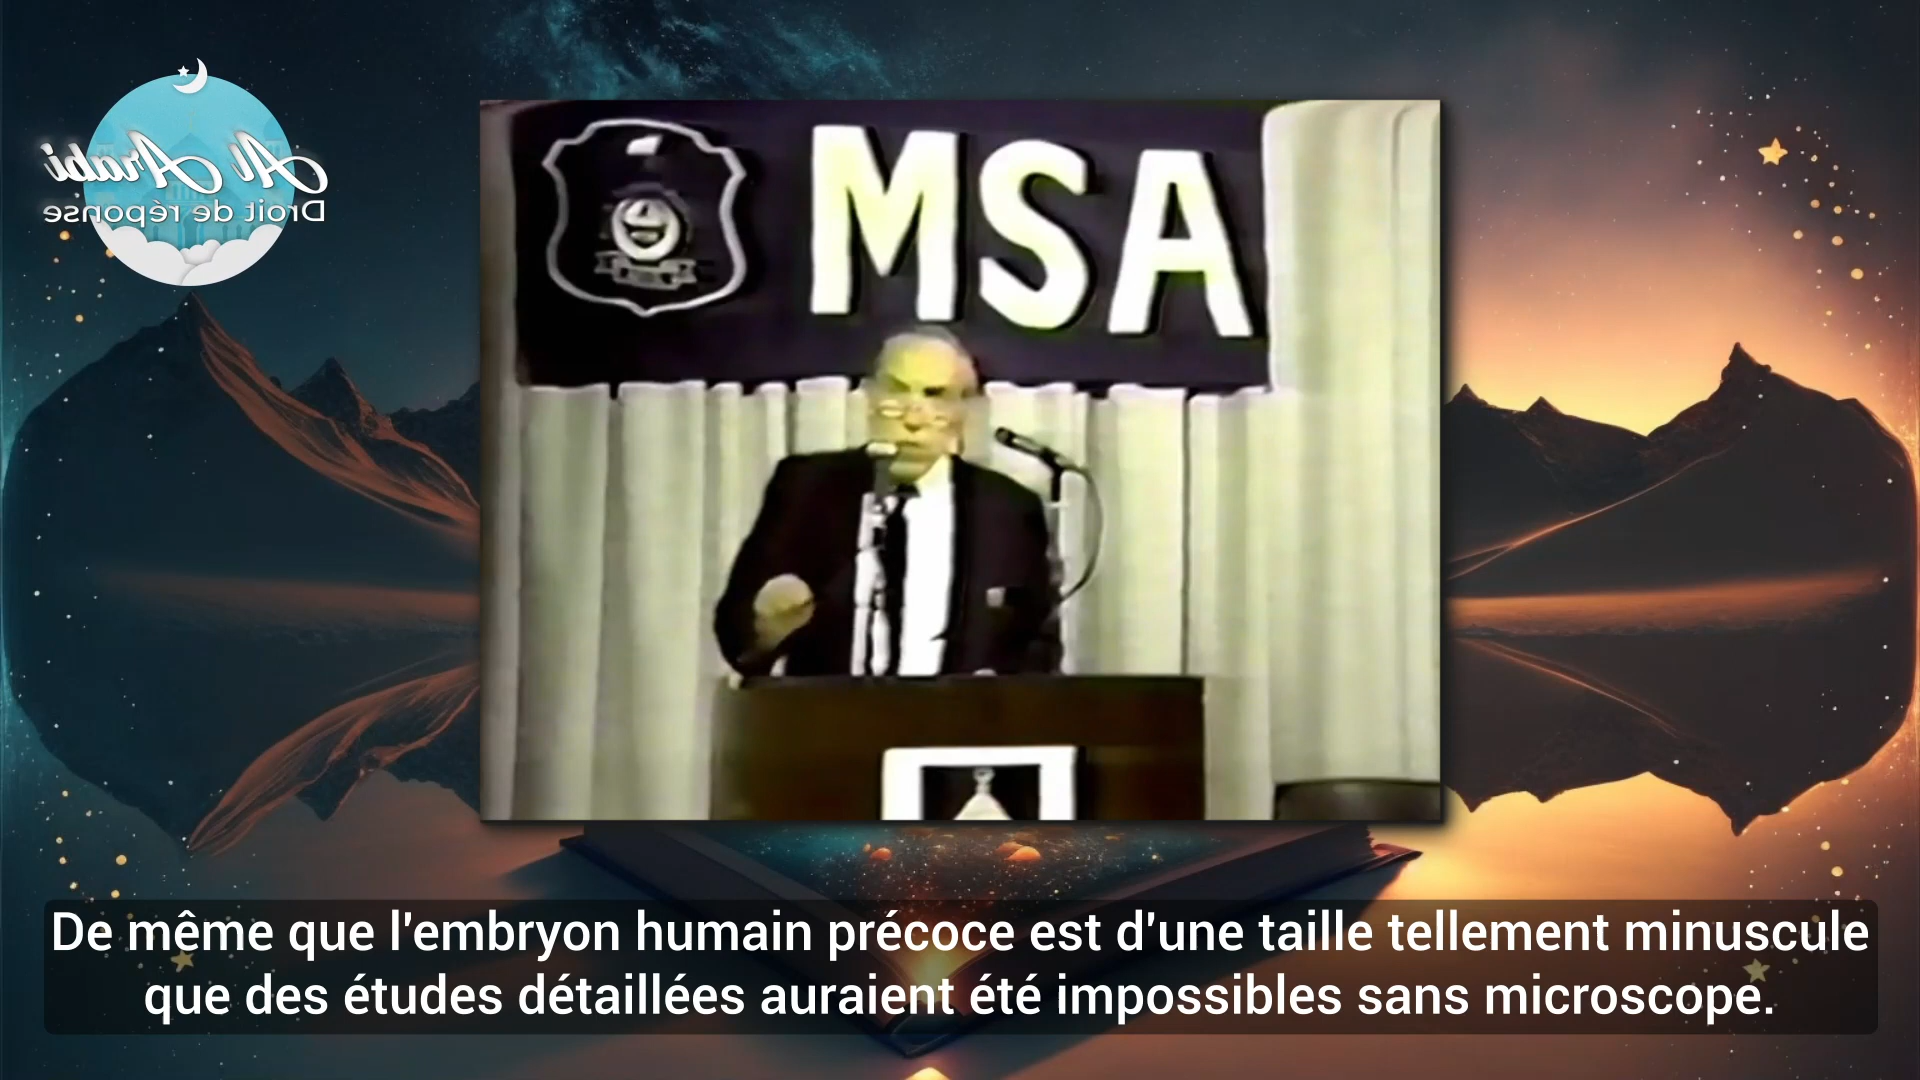 Al Arabi
Droit de réponse
MSA
De même que l'embryon humain précoce est d'une taille tellement minuscule
que des études détaillées auraient été impossibles sans microscope.